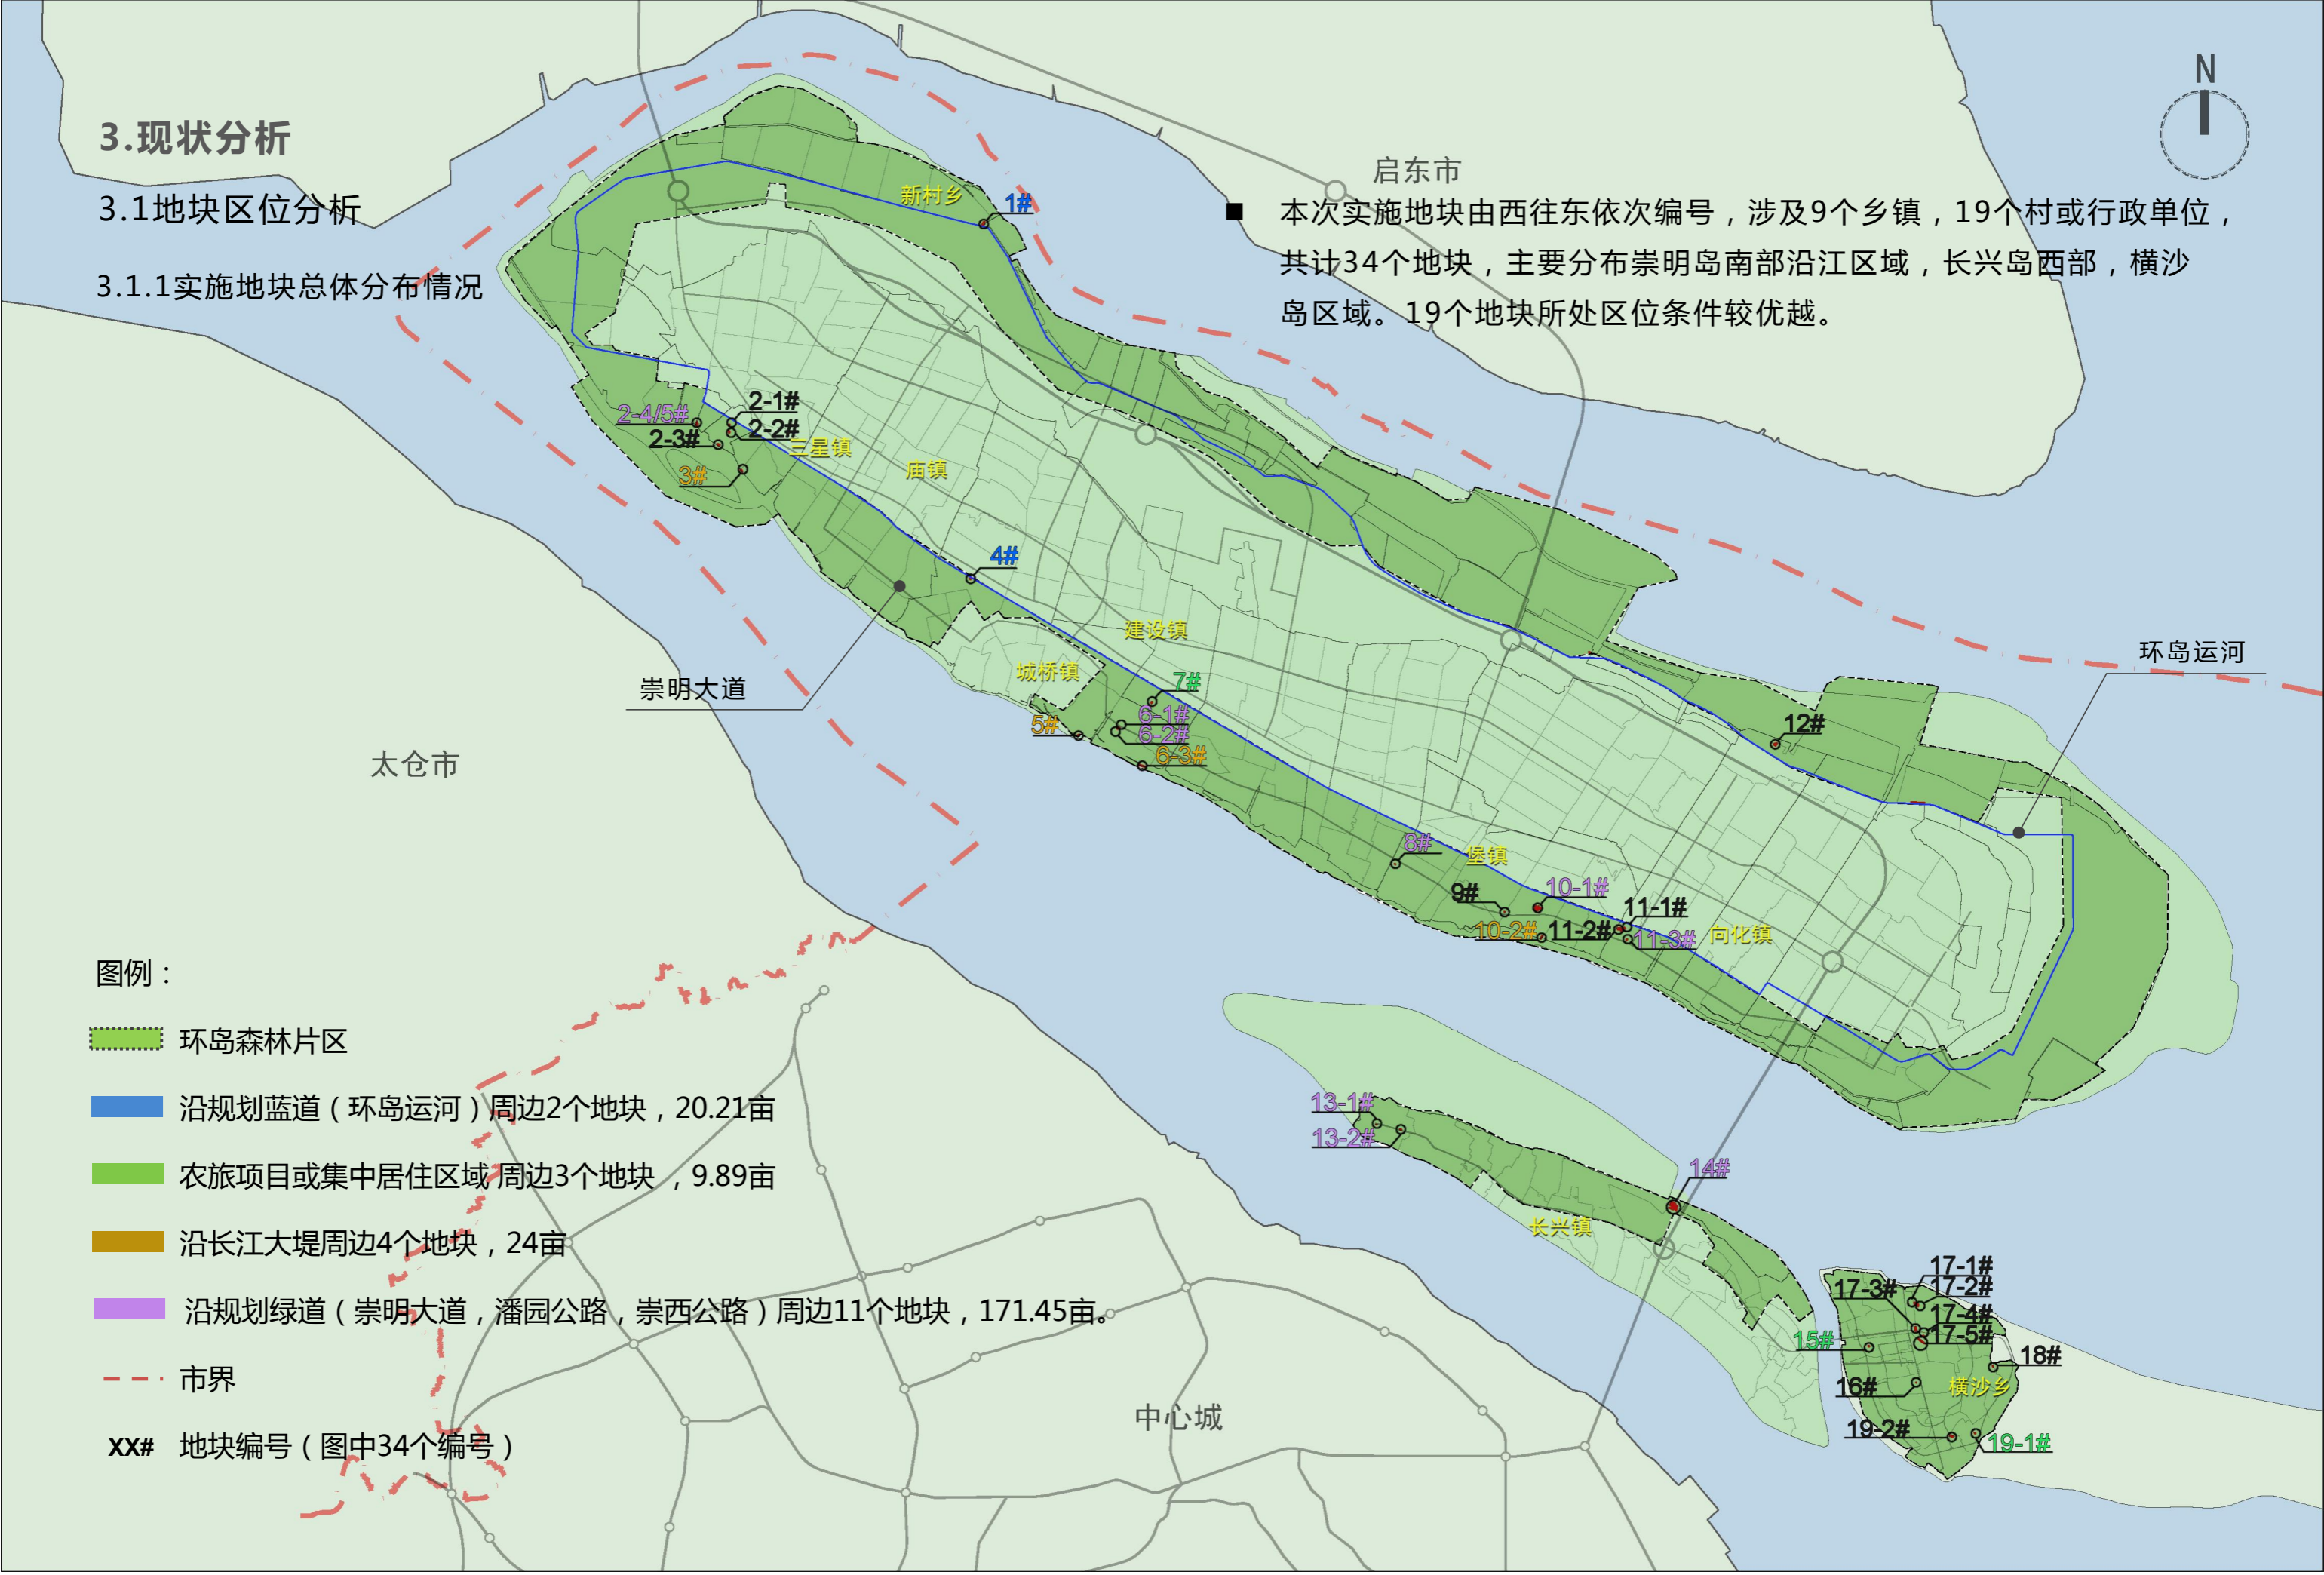 3.现状分析
3.1地块区位分析
3.1.1实施地块总体分布情况
■ 本次实施地块由西往东依次编号，涉及9个乡镇，19个村或行政单位，
共计34个地块，主要分布崇明岛南部沿江区域，长兴岛西部，横沙
岛区域。19个地块所处区位条件较优越。
N
启东市
新村乡
1#
2-4/5#
2-1#
2-2#
2-3#
三星镇
3#
庙镇
4#
建设镇
城桥镇
崇明大道
环岛运河
太仓市
7#
6-1#
6-2#
5#
6-3#
12#
8#
堡镇
9#
10-1#
11-1#
10-2#
11-2#
11-3#
向化镇
13-1#
13-2#
14#
长兴镇
17-1#
17-2#
17-3#
17-4#
17-5#
15#
18#
16#
横沙乡
19-2#
19-1#
中心城
图例：
环岛森林片区
沿规划蓝道（环岛运河）周边2个地块，20.21亩
农旅项目或集中居住区域 周边3个地块 ，9.89亩
沿长江大堤周边4个地块，24亩
沿规划绿道（崇明大道，潘园公路，崇西公路）周边11个地块，171.45亩。
市界
XX# 地块编号（图中34个编号）